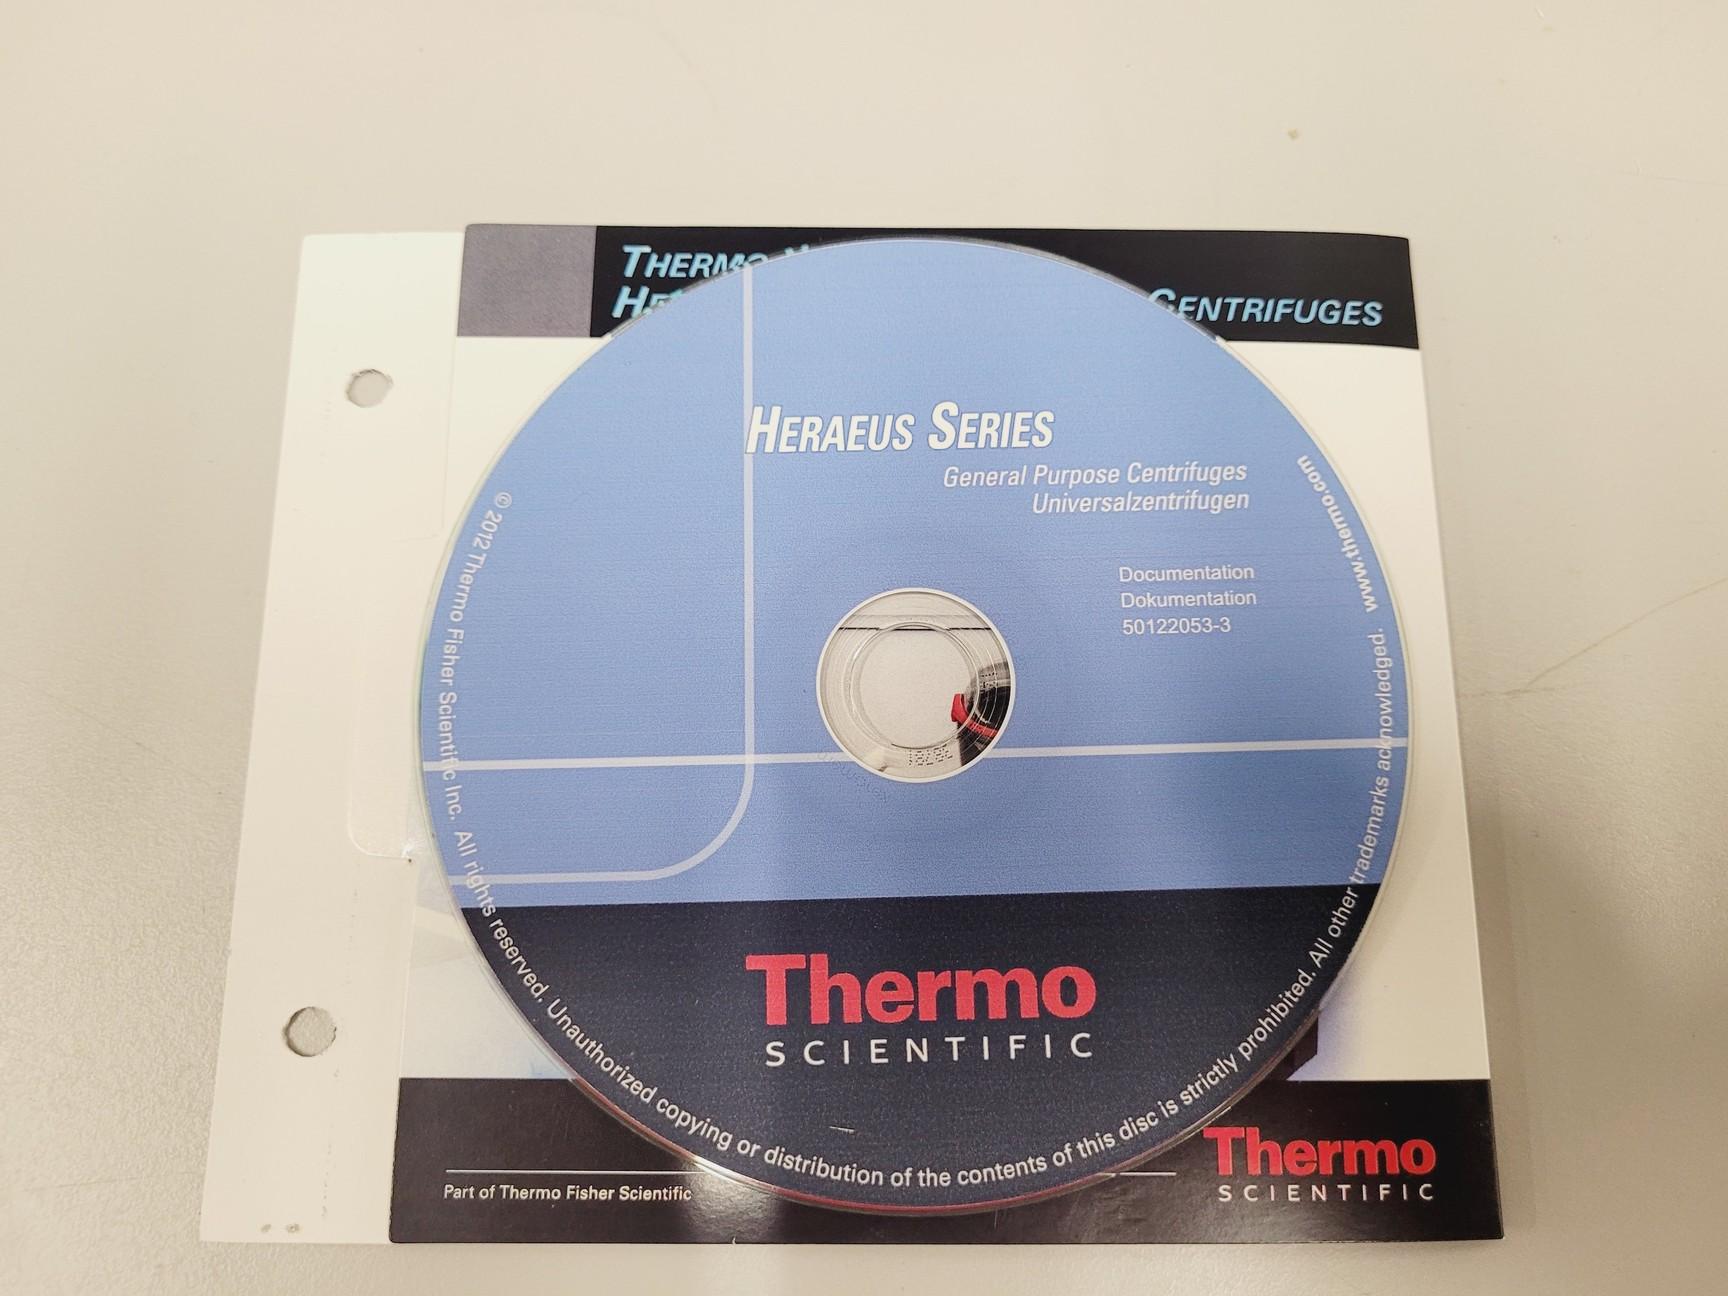 THERMO
CENTRIFUGES
HERAEUS SERIES
General Purpose Centrifuges
Universalzentrifugen
Documentation
Dokumentation
50122053-3
www.thermo.com
© 2012 Thermo Fisher Scientific Inc. All rights reserved. Unauthorized copying or distribution of the contents of this disc is strictly prohibited. All other trademarks acknowledged.
Thermo
SCIENTIFIC
Part of Thermo Fisher Scientific
Thermo
SCIENTIFIC